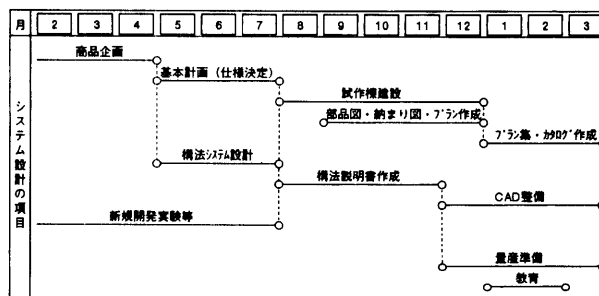 月 2 3 4 5 6 7 8 9 10 11 12 1 2 3
システム設計の項目
商品企画
基本計画（仕様決定）
試作棟建設
部品図・納まり図・プラン作成
プラン集・カタログ作成
構法システム設計
構法説明書作成
CAD整備
新規開発実験等
量産準備
教育